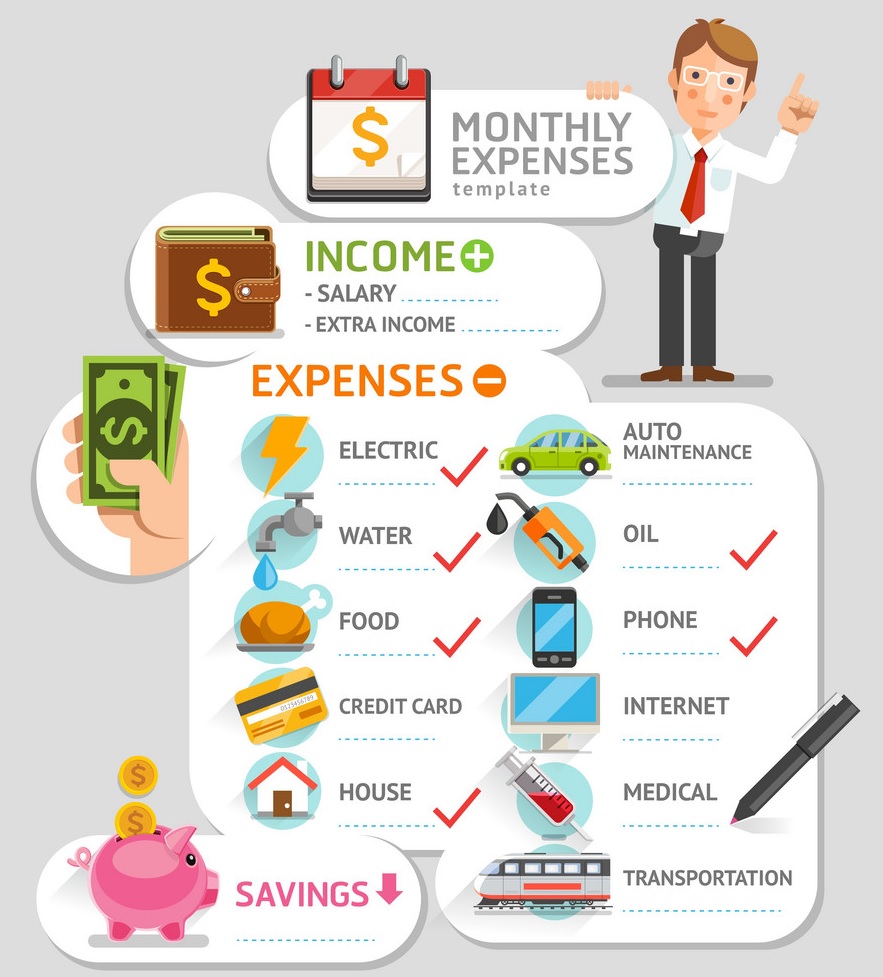 $
MONTHLY
EXPENSES
template
$
INCOME+
- SALARY
- EXTRA INCOME
$
EXPENSES -
ELECTRIC
WATER
FOOD
CREDIT CARD
0123456789
HOUSE
AUTO
MAINTENANCE
OIL
PHONE
INTERNET
MEDICAL
TRANSPORTATION
$
$
SAVINGS